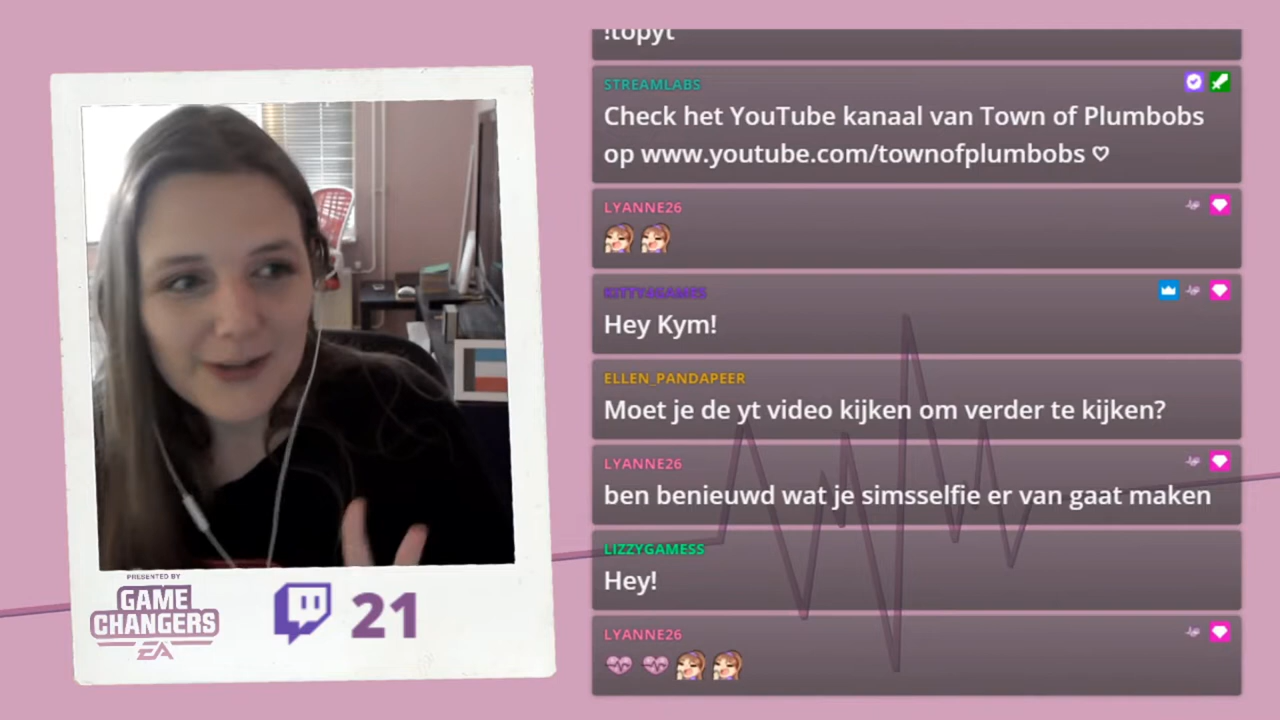 !topyt
STREAMLABS
Check het YouTube kanaal van Town of Plumbobs
op www.youtube.com/townofplumbobs ♡
LYANNE26
KITTY4GAMES
Hey Kym!
ELLEN_PANDAPEER
Moet je de yt video kijken om verder te kijken?
LYANNE26
ben benieuwd wat je simsselfie er van gaat maken
LIZZYGAMESS
Hey!
LYANNE26
PRESENTED BY
GAME
CHANGERS
EA
21